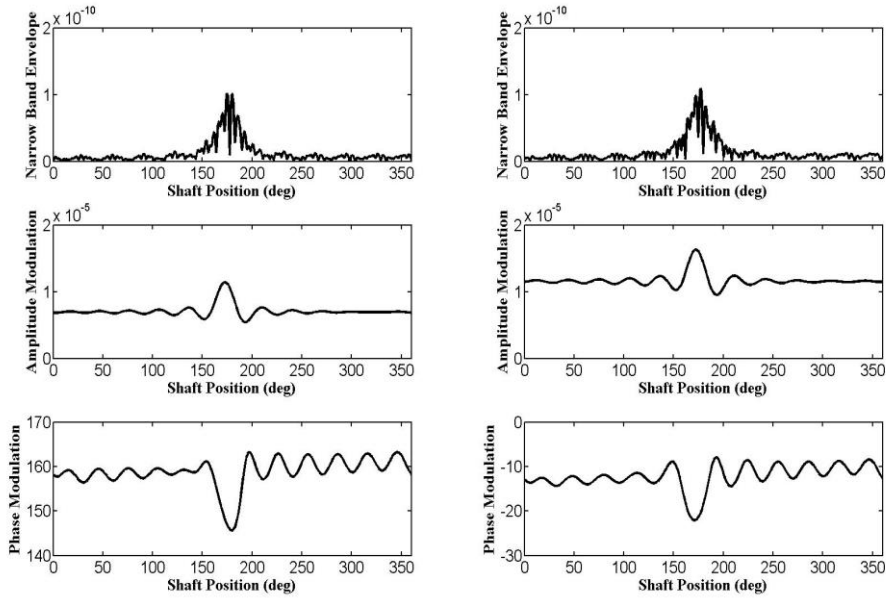 2 × 10⁻¹⁰
1
0
Narrow Band Envelope
0 50 100 150 200 250 300 350
Shaft Position (deg)
2 × 10⁻¹⁰
1
0
Narrow Band Envelope
0 50 100 150 200 250 300 350
Shaft Position (deg)
2 × 10⁻⁵
1
0
Amplitude Modulation
0 50 100 150 200 250 300 350
Shaft Position (deg)
2 × 10⁻⁵
1
0
Amplitude Modulation
0 50 100 150 200 250 300 350
Shaft Position (deg)
170
160
150
140
Phase Modulation
0 50 100 150 200 250 300 350
Shaft Position (deg)
0
-10
-20
-30
Phase Modulation
0 50 100 150 200 250 300 350
Shaft Position (deg)